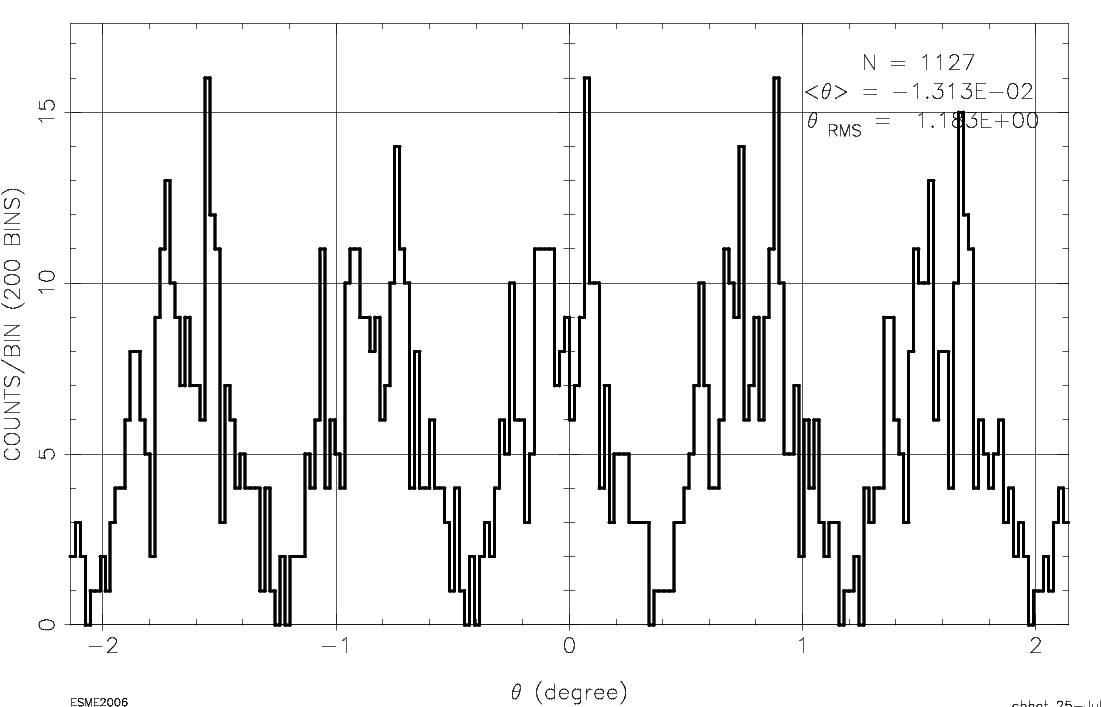 N = 1127
<θ> = −1.313E−02
θ RMS = 1.183E+00
COUNTS/BIN (200 BINS)
15
10
5
0
−2 −1 0 1 2
θ (degree)
ESME2006